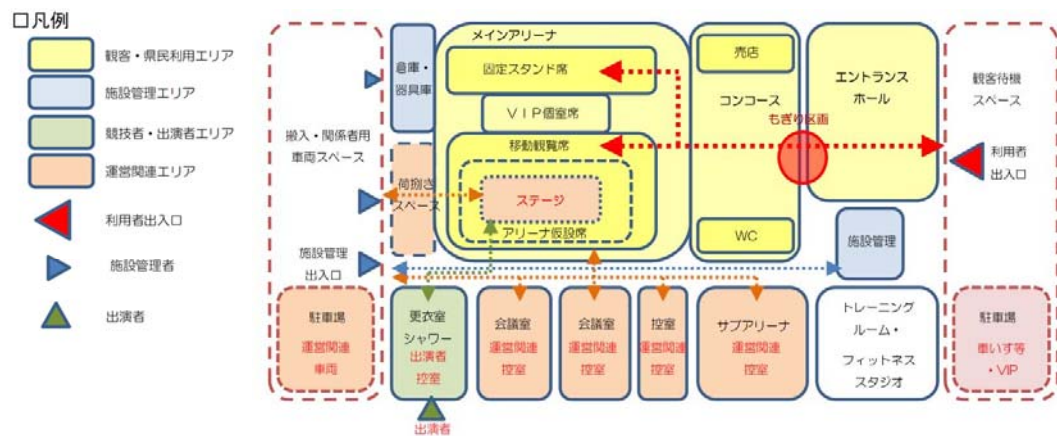 □凡例
観客・県民利用エリア
施設管理エリア
競技者・出演者エリア
運営関連エリア
利用者出入口
施設管理者
出演者
搬入・関係者用
車両スペース
施設管理
出入口
駐車場
運営関連
車両
倉庫・
器具庫
荷捌き
スペース
メインアリーナ
固定スタンド席
VIP個室席
移動観覧席
ステージ
アリーナ仮設席
売店
コンコース
WC
もぎり区画
エントランス
ホール
施設管理
観客待機
スペース
利用者
出入口
更衣室
シャワー
出演者
控室
出演者
会議室
運営関連
控室
会議室
運営関連
控室
控室
運営関連
控室
サブアリーナ
運営関連
控室
トレーニング
ルーム・
フィットネス
スタジオ
駐車場
車いす等
・VIP